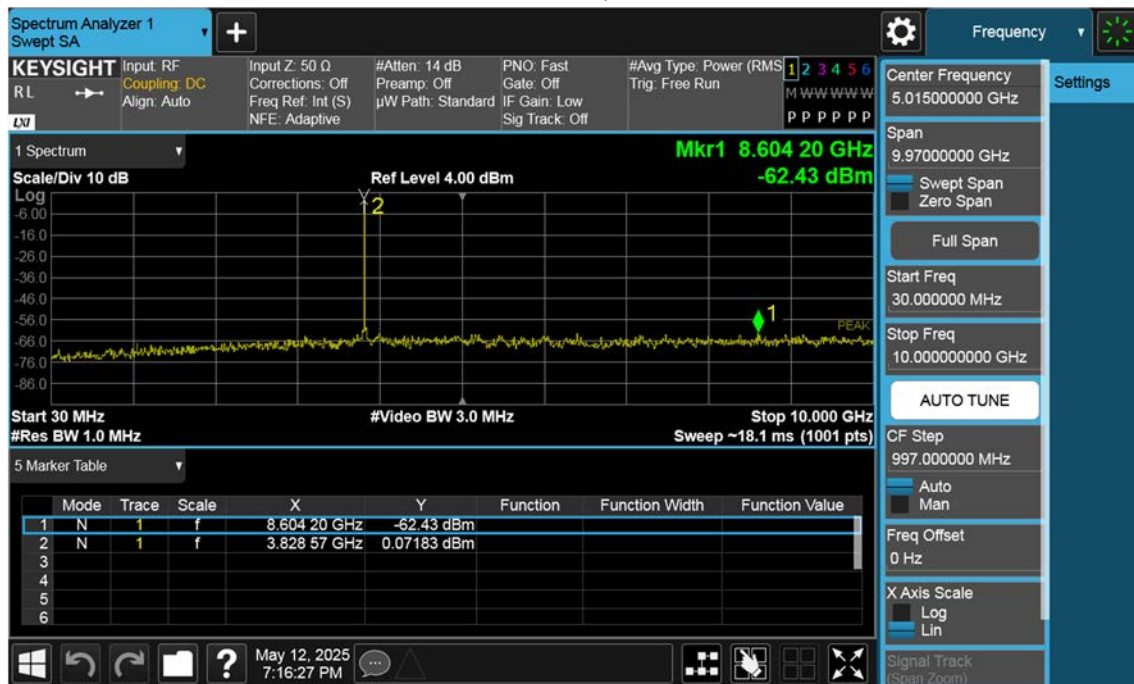 Spectrum Analyzer 1
Swept SA
Frequency
KEYSIGHT
RL
LXI
Input: RF
Coupling: DC
Align: Auto
Input Z: 50 Ω
Corrections: Off
Freq Ref: Int (S)
NFE: Adaptive
#Atten: 14 dB
Preamp: Off
µW Path: Standard
PNO: Fast
Gate: Off
IF Gain: Low
Sig Track: Off
#Avg Type: Power (RMS
Trig: Free Run
1 2 3 4 5 6
M W W W W W
P P P P P P
1 Spectrum
Mkr1 8.604 20 GHz
-62.43 dBm
Scale/Div 10 dB
Ref Level 4.00 dBm
Log
-6.00
-16.0
-26.0
-36.0
-46.0
-56.0
-66.0
-76.0
-86.0
2
1
PEAK
Start 30 MHz
#Video BW 3.0 MHz
Stop 10.000 GHz
#Res BW 1.0 MHz
Sweep ~18.1 ms (1001 pts)
5 Marker Table
Mode Trace Scale X Y Function Function Width Function Value
1 N 1 f 8.604 20 GHz -62.43 dBm
2 N 1 f 3.828 57 GHz 0.07183 dBm
3
4
5
6
Center Frequency
5.015000000 GHz
Span
9.97000000 GHz
Swept Span
Zero Span
Full Span
Start Freq
30.000000 MHz
Stop Freq
10.000000000 GHz
AUTO TUNE
CF Step
997.000000 MHz
Auto
Man
Freq Offset
0 Hz
X Axis Scale
Log
Lin
Signal Track
(Span Zoom)
Settings
May 12, 2025
7:16:27 PM